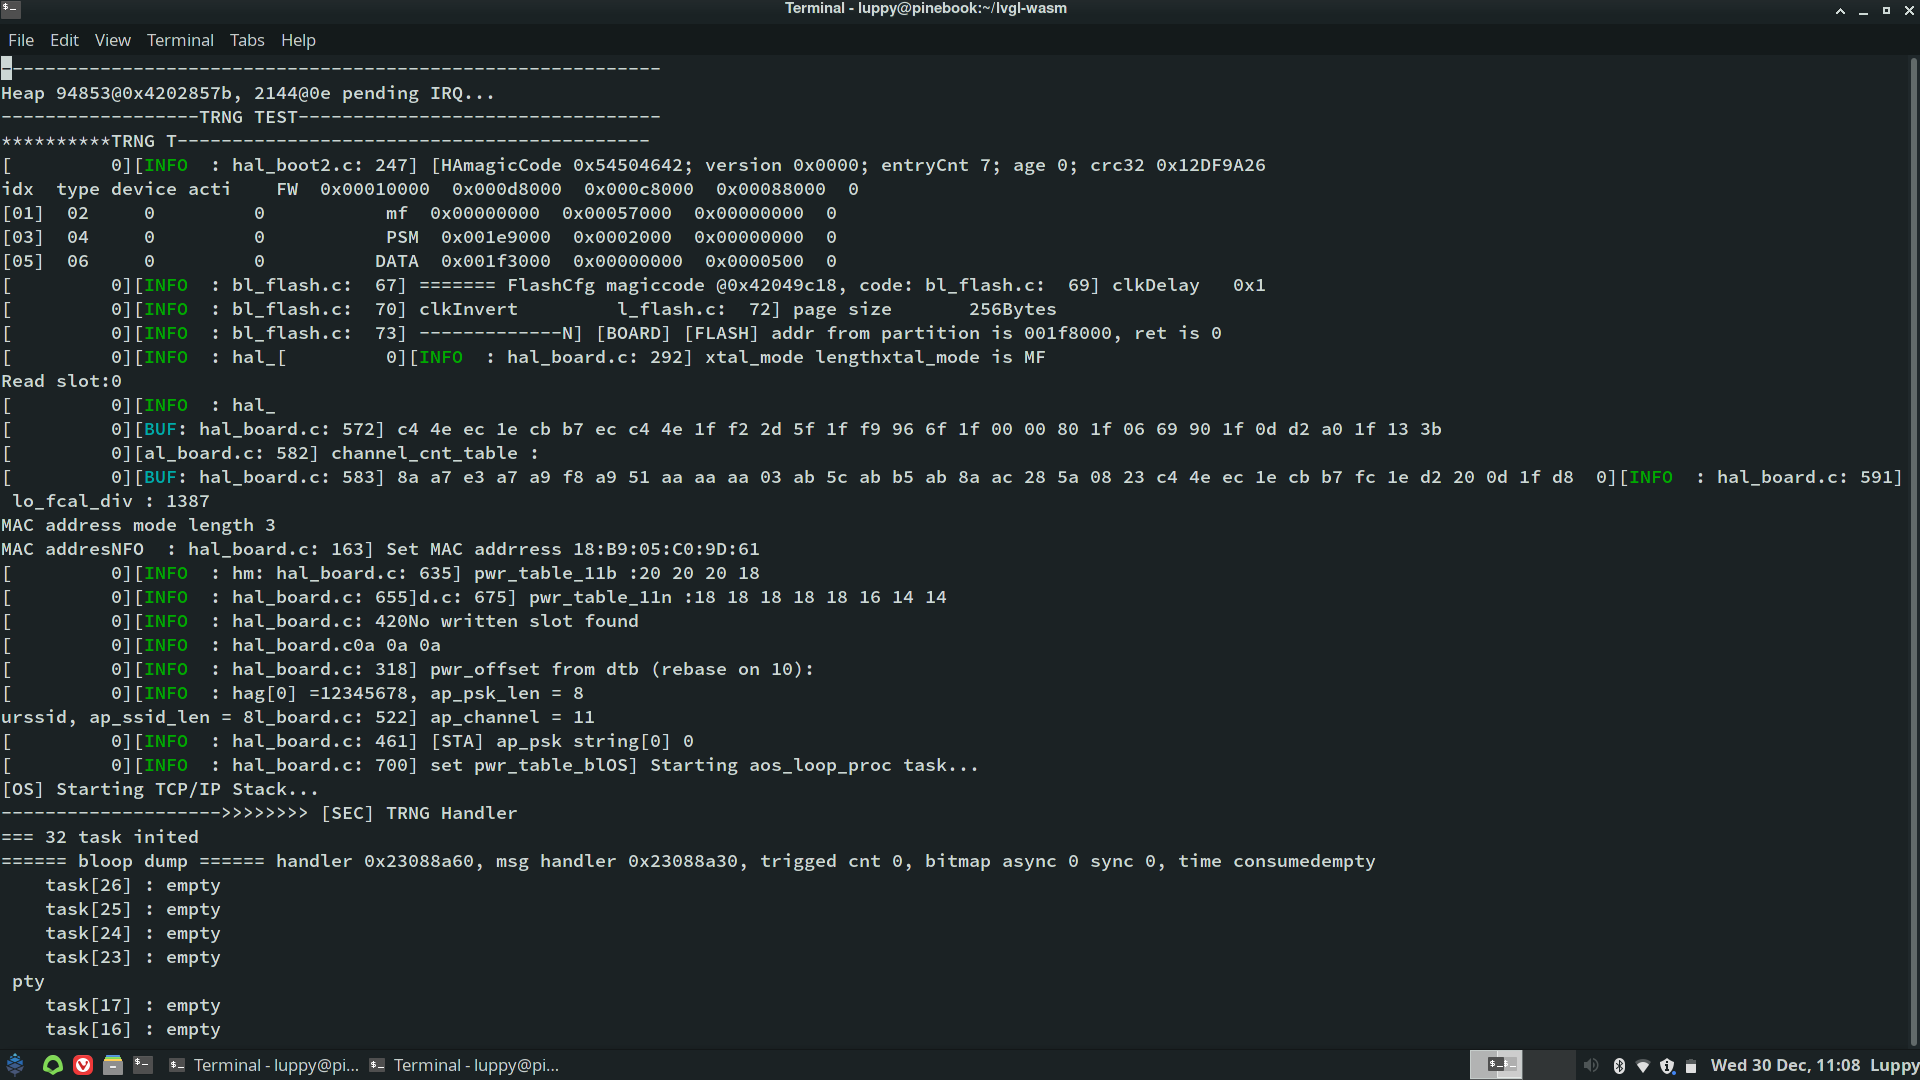 Terminal - luppy@pinebook:~/lvgl-wasm
File Edit View Terminal Tabs Help
------------------------------------------------------------
Heap 94853@0x4202857b, 2144@0e pending IRQ...
------------------TRNG TEST---------------------------------
**********TRNG T-------------------------------------------
[         0][INFO  : hal_boot2.c: 247] [HAmagicCode 0x54504642; version 0x0000; entryCnt 7; age 0; crc32 0x12DF9A26
idx  type device acti    FW  0x00010000  0x000d8000  0x000c8000  0x00088000  0
[01]  02     0         0           mf  0x00000000  0x00057000  0x00000000  0
[03]  04     0         0           PSM  0x001e9000  0x0002000  0x00000000  0
[05]  06     0         0          DATA  0x001f3000  0x00000000  0x0000500  0
[         0][INFO  : bl_flash.c:  67] ======= FlashCfg magiccode @0x42049c18, code: bl_flash.c:  69] clkDelay   0x1
[         0][INFO  : bl_flash.c:  70] clkInvert         l_flash.c:  72] page size       256Bytes
[         0][INFO  : bl_flash.c:  73] -------------N] [BOARD] [FLASH] addr from partition is 001f8000, ret is 0
[         0][INFO  : hal_[         0][INFO  : hal_board.c: 292] xtal_mode lengthxtal_mode is MF
Read slot:0
[         0][INFO  : hal_
[         0][BUF: hal_board.c: 572] c4 4e ec 1e cb b7 ec c4 4e 1f f2 2d 5f 1f f9 96 6f 1f 00 00 80 1f 06 69 90 1f 0d d2 a0 1f 13 3b
[         0][al_board.c: 582] channel_cnt_table :
[         0][BUF: hal_board.c: 583] 8a a7 e3 a7 a9 f8 a9 51 aa aa aa 03 ab 5c ab b5 ab 8a ac 28 5a 08 23 c4 4e ec 1e cb b7 fc 1e d2 20 0d 1f d8  0][INFO  : hal_board.c: 591]
 lo_fcal_div : 1387
MAC address mode length 3
MAC addresNFO  : hal_board.c: 163] Set MAC addrress 18:B9:05:C0:9D:61
[         0][INFO  : hm: hal_board.c: 635] pwr_table_11b :20 20 20 18
[         0][INFO  : hal_board.c: 655]d.c: 675] pwr_table_11n :18 18 18 18 18 16 14 14
[         0][INFO  : hal_board.c: 420No written slot found
[         0][INFO  : hal_board.c0a 0a 0a
[         0][INFO  : hal_board.c: 318] pwr_offset from dtb (rebase on 10):
[         0][INFO  : hag[0] =12345678, ap_psk_len = 8
urssid, ap_ssid_len = 8l_board.c: 522] ap_channel = 11
[         0][INFO  : hal_board.c: 461] [STA] ap_psk string[0] 0
[         0][INFO  : hal_board.c: 700] set pwr_table_blOS] Starting aos_loop_proc task...
[OS] Starting TCP/IP Stack...
-------------------->>>>>>>> [SEC] TRNG Handler
=== 32 task inited
====== bloop dump ====== handler 0x23088a60, msg handler 0x23088a30, trigged cnt 0, bitmap async 0 sync 0, time consumedempty
    task[26] : empty
    task[25] : empty
    task[24] : empty
    task[23] : empty
 pty
    task[17] : empty
    task[16] : empty
Terminal - luppy@pi... Terminal - luppy@pi... Wed 30 Dec, 11:08 Luppy